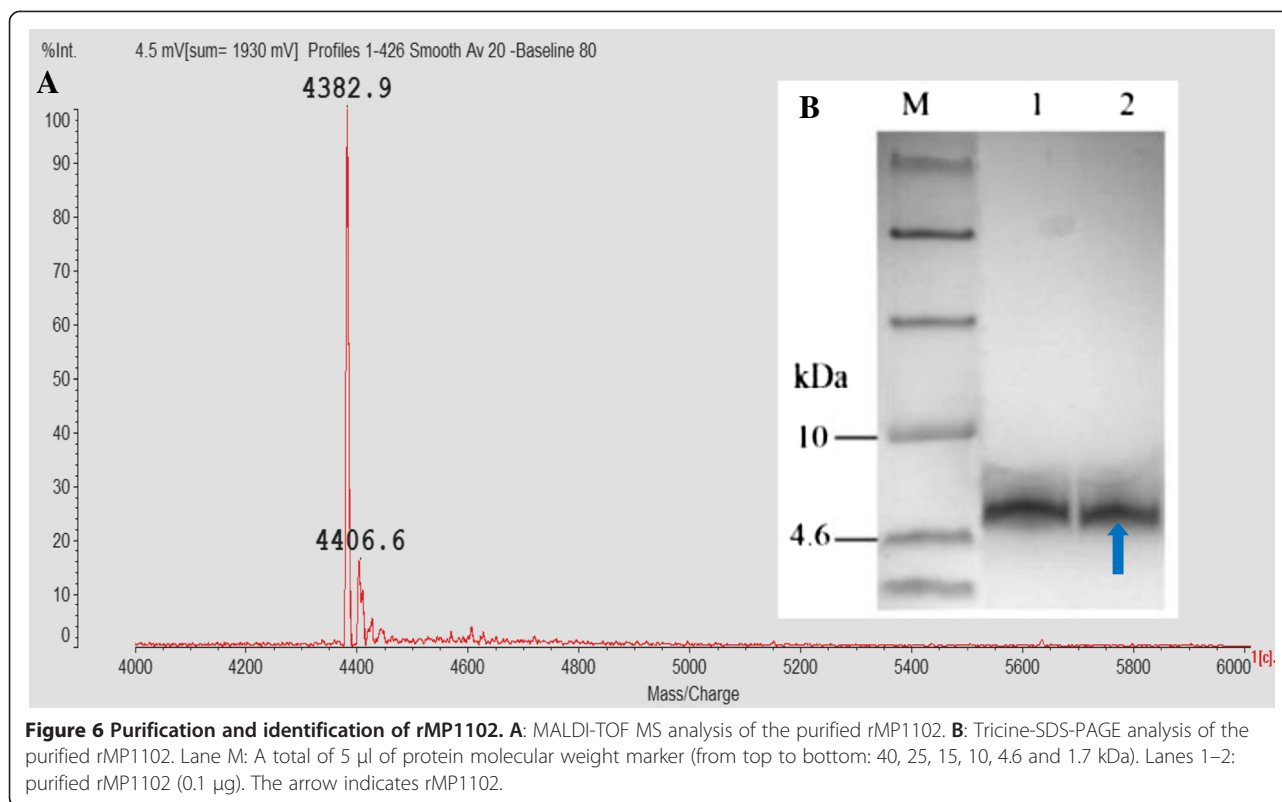 %Int. 4.5 mV[sum= 1930 mV] Profiles 1-426 Smooth Av 20 -Baseline 80
A
4382.9
4406.6
100
90
80
70
60
50
40
30
20
10
0
4000 4200 4400 4600 4800 5000 5200 5400 5600 5800 6000
1[c].
Mass/Charge
B
M 1 2
kDa
10
4.6
Figure 6 Purification and identification of rMP1102. A: MALDI-TOF MS analysis of the purified rMP1102. B: Tricine-SDS-PAGE analysis of the
purified rMP1102. Lane M: A total of 5 μl of protein molecular weight marker (from top to bottom: 40, 25, 15, 10, 4.6 and 1.7 kDa). Lanes 1–2:
purified rMP1102 (0.1 μg). The arrow indicates rMP1102.